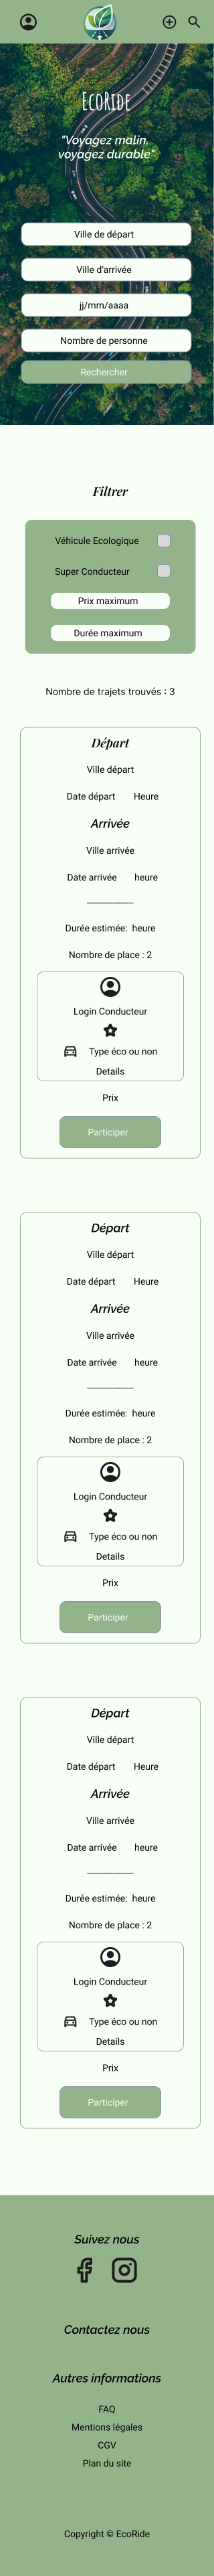 EcoRide
“Voyagez malin,
voyagez durable“
Ville de départ
Ville d’arrivée
jj/mm/aaaa
Nombre de personne
Rechercher
Filtrer
Véhicule Ecologique
Super Conducteur
Prix maximum
Durée maximum
Nombre de trajets trouvés : 3
Départ
Ville départ
Date départ Heure
Arrivée
Ville arrivée
Date arrivée heure
------------------
Durée estimée: heure
Nombre de place : 2
Login Conducteur
Type éco ou non
Details
Prix
Participer
Départ
Ville départ
Date départ Heure
Arrivée
Ville arrivée
Date arrivée heure
------------------
Durée estimée: heure
Nombre de place : 2
Login Conducteur
Type éco ou non
Details
Prix
Participer
Départ
Ville départ
Date départ Heure
Arrivée
Ville arrivée
Date arrivée heure
------------------
Durée estimée: heure
Nombre de place : 2
Login Conducteur
Type éco ou non
Details
Prix
Participer
Suivez nous
Contactez nous
Autres informations
FAQ
Mentions légales
CGV
Plan du site
Copyright © EcoRide